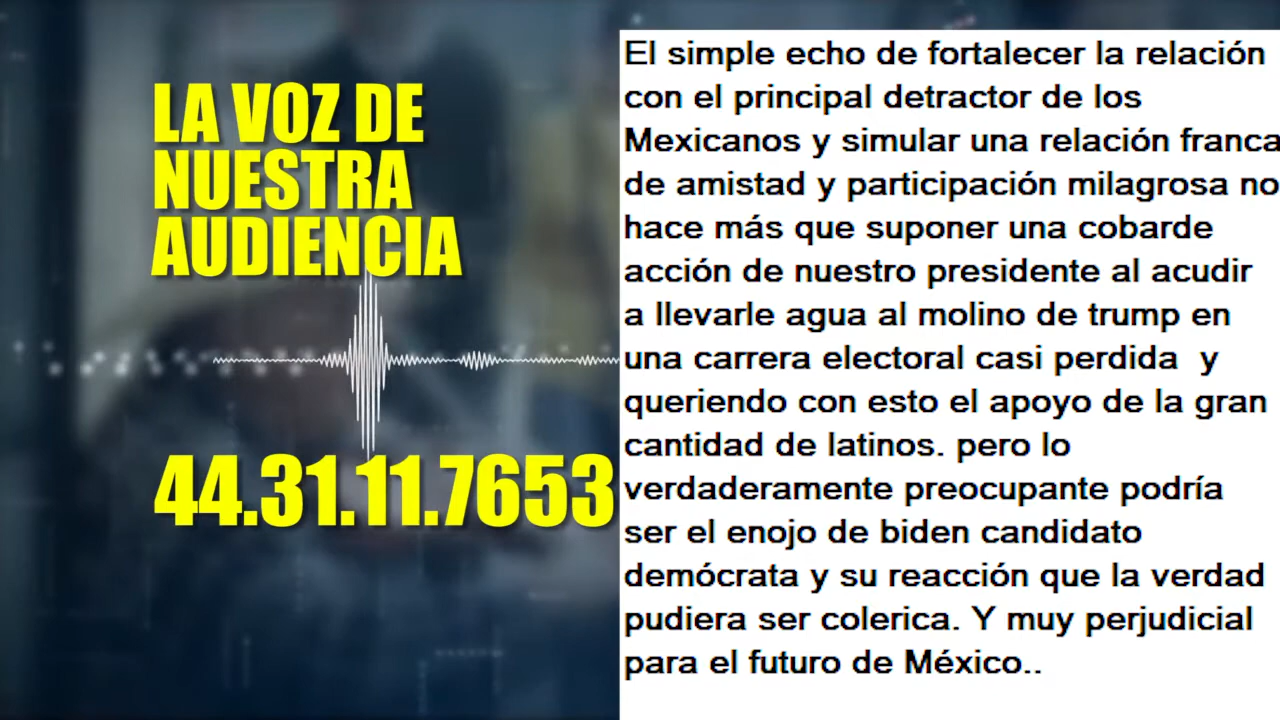 LA VOZ DE
NUESTRA
AUDIENCIA
44.31.11.7653
El simple echo de fortalecer la relación
con el principal detractor de los
Mexicanos y simular una relación franca
de amistad y participación milagrosa no
hace más que suponer una cobarde
acción de nuestro presidente al acudir
a llevarle agua al molino de trump en
una carrera electoral casi perdida  y
queriendo con esto el apoyo de la gran
cantidad de latinos. pero lo
verdaderamente preocupante podría
ser el enojo de biden candidato
demócrata y su reacción que la verdad
pudiera ser colerica. Y muy perjudicial
para el futuro de México..